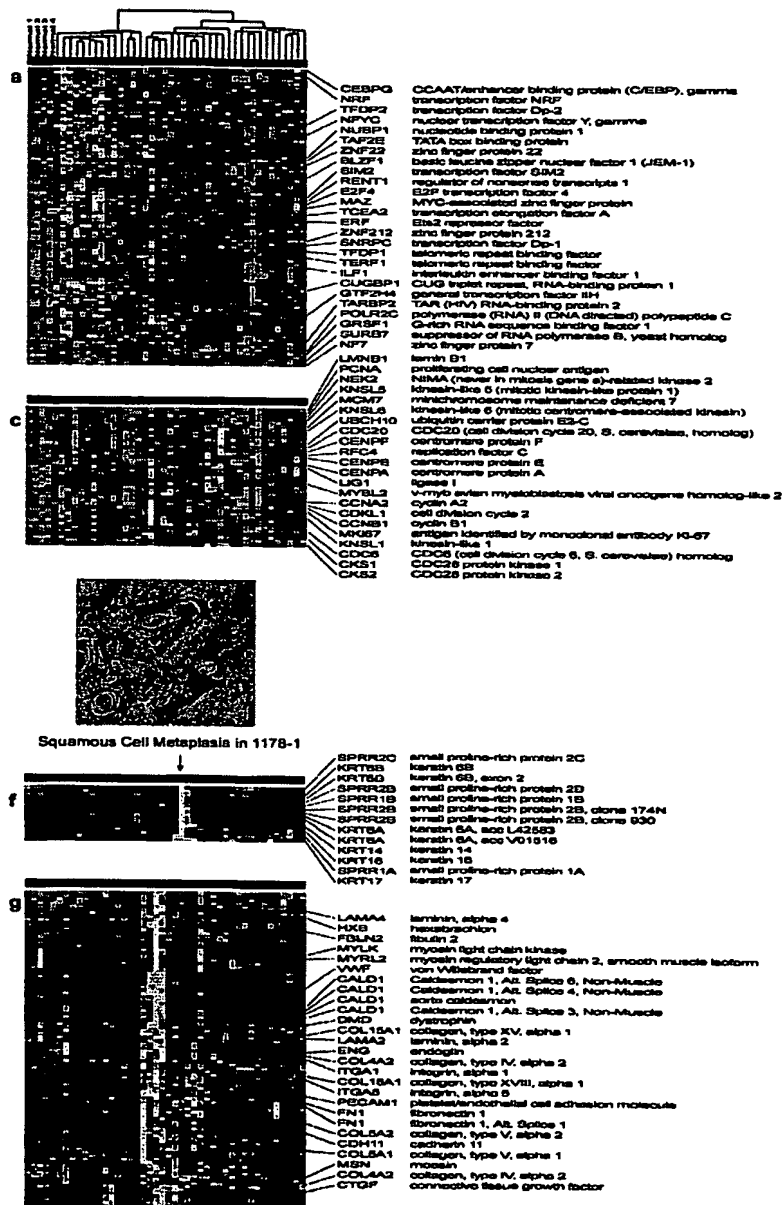 a
CEBPG CCAAT/enhancer binding protein (C/EBP), gamma
NRF transcription factor NRF
TFDP2 transcription factor Dp-2
NFYC nuclear transcription factor Y, gamma
NUBP1 nucleotide binding protein 1
TAF2E TATA box binding protein
ZNF22 zinc finger protein 22
BLZF1 basic leucine zipper nuclear factor 1 (JEM-1)
SIM2 transcription factor SIM2
RENT1 regulator of nonsense transcripts 1
E2F4 E2F transcription factor 4
MAZ MYC-associated zinc finger protein
TCEA2 transcription elongation factor A
ERF Ets2 repressor factor
ZNF212 zinc finger protein 212
SNRPC transcription factor Dp-1
TFDP1 telomeric repeat binding factor
TERF1 telomeric repeat binding factor
ILF1 interleukin enhancer binding factor 1
CUGBP1 CUG triplet repeat, RNA-binding protein 1
GTF2H4 general transcription factor IIH
TARBP2 TAR (HIV) RNA-binding protein 2
POLR2C polymerase (RNA) II (DNA directed) polypeptide C
GRSF1 G-rich RNA sequence binding factor 1
SURB7 suppressor of RNA polymerase B, yeast homolog
NF7 zinc finger protein 7
LMNB1 lamin B1
PCNA proliferating cell nuclear antigen
NEK2 NIMA (never in mitosis gene a)-related kinase 2
KNSL5 kinesin-like 5 (mitotic kinesin-like protein 1)
MCM7 minichromosome maintenance deficient 7
KNSL6 kinesin-like 6 (mitotic centromere-associated kinesin)
c
UBCH10 ubiquitin carrier protein E2-C
CDC20 CDC20 (cell division cycle 20, S. cerevisiae, homolog)
CENPF centromere protein F
RFC4 replication factor C
CENPE centromere protein E
CENPA centromere protein A
LIG1 ligase I
MYBL2 v-myb avian myeloblastosis viral oncogene homolog-like 2
CCNA2 cyclin A2
CDKL1 cell division cycle 2
CCNB1 cyclin B1
MKI67 antigen identified by monoclonal antibody Ki-67
KNSL1 kinesin-like 1
CDC6 CDC6 (cell division cycle 6, S. cerevisiae) homolog
CKS1 CDC28 protein kinase 1
CKS2 CDC28 protein kinase 2
Squamous Cell Metaplasia in 1178-1
SPRR2C small proline-rich protein 2C
KRT6B keratin 6B
KRT6B keratin 6B, exon 2
f
SPRR2B small proline-rich protein 2D
SPRR1B small proline-rich protein 1B
SPRR2B small proline-rich protein 2B, clone 174N
SPRR2B small proline-rich protein 2B, clone 930
KRT6A keratin 6A, acc L42583
KRT6A keratin 6A, acc V01516
KRT14 keratin 14
KRT16 keratin 16
SPRR1A small proline-rich protein 1A
KRT17 keratin 17
g
LAMA4 laminin, alpha 4
HXB hexabrachion
FBLN2 fibulin 2
MYLK myosin light chain kinase
MYRL2 myosin regulatory light chain 2, smooth muscle isoform
VWF von Willebrand factor
CALD1 Caldesmon 1, Alt. Splice 6, Non-Muscle
CALD1 Caldesmon 1, Alt. Splice 4, Non-Muscle
CALD1 aorta caldesmon
CALD1 Caldesmon 1, Alt. Splice 3, Non-Muscle
DMD dystrophin
COL15A1 collagen, type XV, alpha 1
LAMA2 laminin, alpha 2
ENG endoglin
COL4A2 collagen, type IV, alpha 2
ITGA1 integrin, alpha 1
COL18A1 collagen, type XVIII, alpha 1
ITGA5 integrin, alpha 5
PECAM1 platelet/endothelial cell adhesion molecule
FN1 fibronectin 1
FN1 fibronectin 1, Alt. Splice 1
COL5A2 collagen, type V, alpha 2
CDH11 cadherin 11
COL5A1 collagen, type V, alpha 1
MSN moesin
COL4A2 collagen, type IV, alpha 2
CTGF connective tissue growth factor